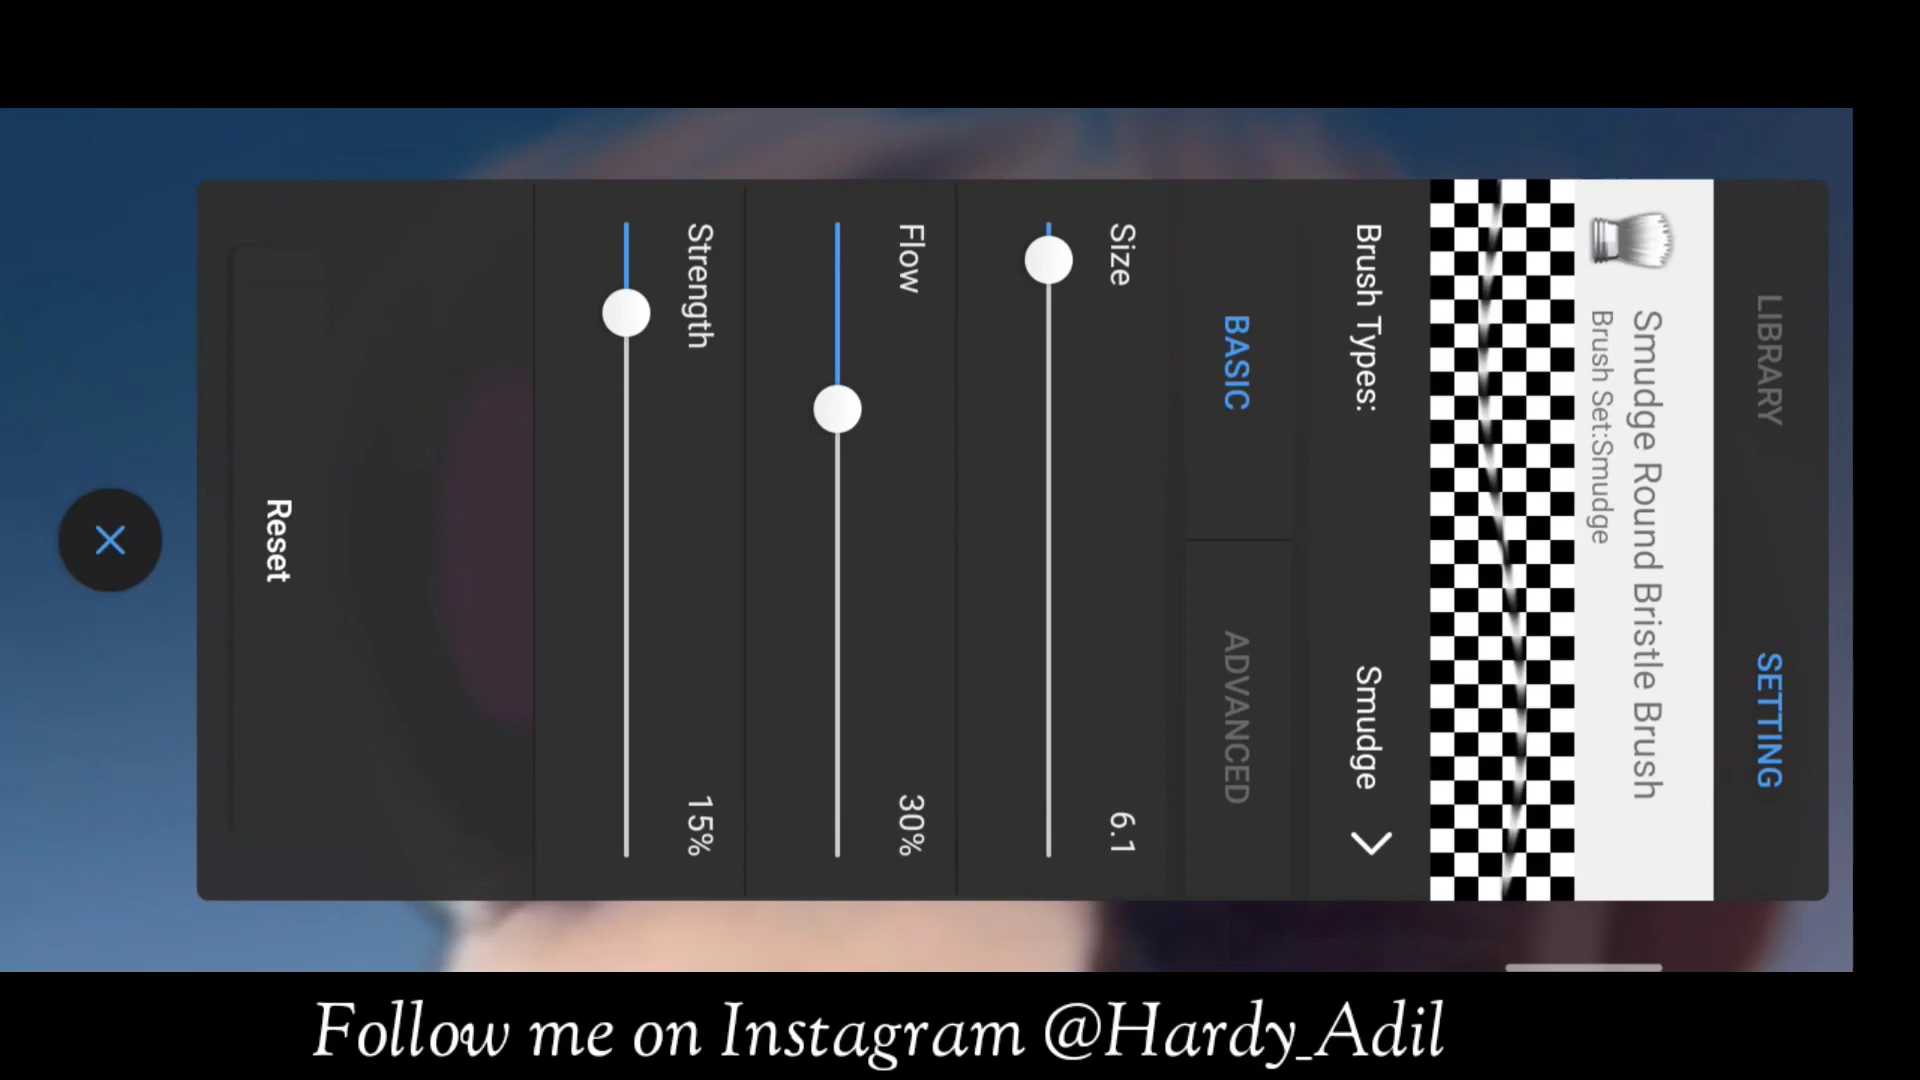 LIBRARY
SETTING
Smudge Round Bristle Brush
Brush Set:Smudge
Brush Types:
Smudge
BASIC
ADVANCED
Size
6.1
Flow
30%
Strength
15%
Reset
Follow me on Instagram @Hardy_Adil